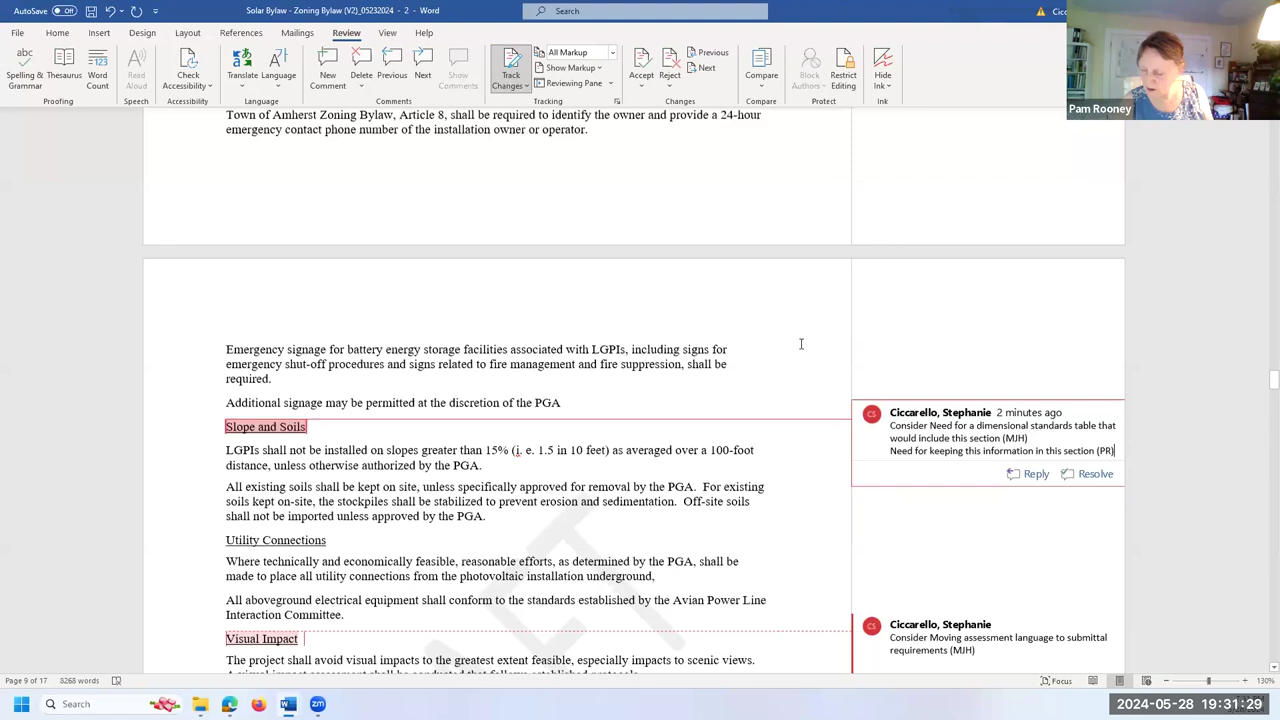 AutoSave Off Solar Bylaw - Zoning Bylaw (V2)_05232024 - 2 - Word Search Cicc
File Home Insert Design Layout References Mailings Review View Help
Spelling & Grammar Thesaurus Word Count Read Aloud Check Accessibility Translate Language New Comment Delete Previous Next Show Comments Track Changes All Markup Show Markup Reviewing Pane Accept Reject Previous Next Compare Block Authors Restrict Editing Hide Ink
Proofing Speech Accessibility Language Comments Tracking Changes Compare Protect Ink
Pam Rooney
Town of Amherst Zoning Bylaw, Article 8, shall be required to identify the owner and provide a 24-hour
emergency contact phone number of the installation owner or operator.
Emergency signage for battery energy storage facilities associated with LGPIs, including signs for
emergency shut-off procedures and signs related to fire management and fire suppression, shall be
required.
Additional signage may be permitted at the discretion of the PGA
Slope and Soils
LGPIs shall not be installed on slopes greater than 15% (i. e. 1.5 in 10 feet) as averaged over a 100-foot
distance, unless otherwise authorized by the PGA.
All existing soils shall be kept on site, unless specifically approved for removal by the PGA. For existing
soils kept on-site, the stockpiles shall be stabilized to prevent erosion and sedimentation. Off-site soils
shall not be imported unless approved by the PGA.
Utility Connections
Where technically and economically feasible, reasonable efforts, as determined by the PGA, shall be
made to place all utility connections from the photovoltaic installation underground,
All aboveground electrical equipment shall conform to the standards established by the Avian Power Line
Interaction Committee.
Visual Impact
The project shall avoid visual impacts to the greatest extent feasible, especially impacts to scenic views.
CS Ciccarello, Stephanie 2 minutes ago
Consider Need for a dimensional standards table that
would include this section (MJH)
Need for keeping this information in this section (PR)
Reply Resolve
CS Ciccarello, Stephanie
Consider Moving assessment language to submittal
requirements (MJH)
Page 9 of 17 8268 words Focus 130%
Search
2024-05-28 19:31:29